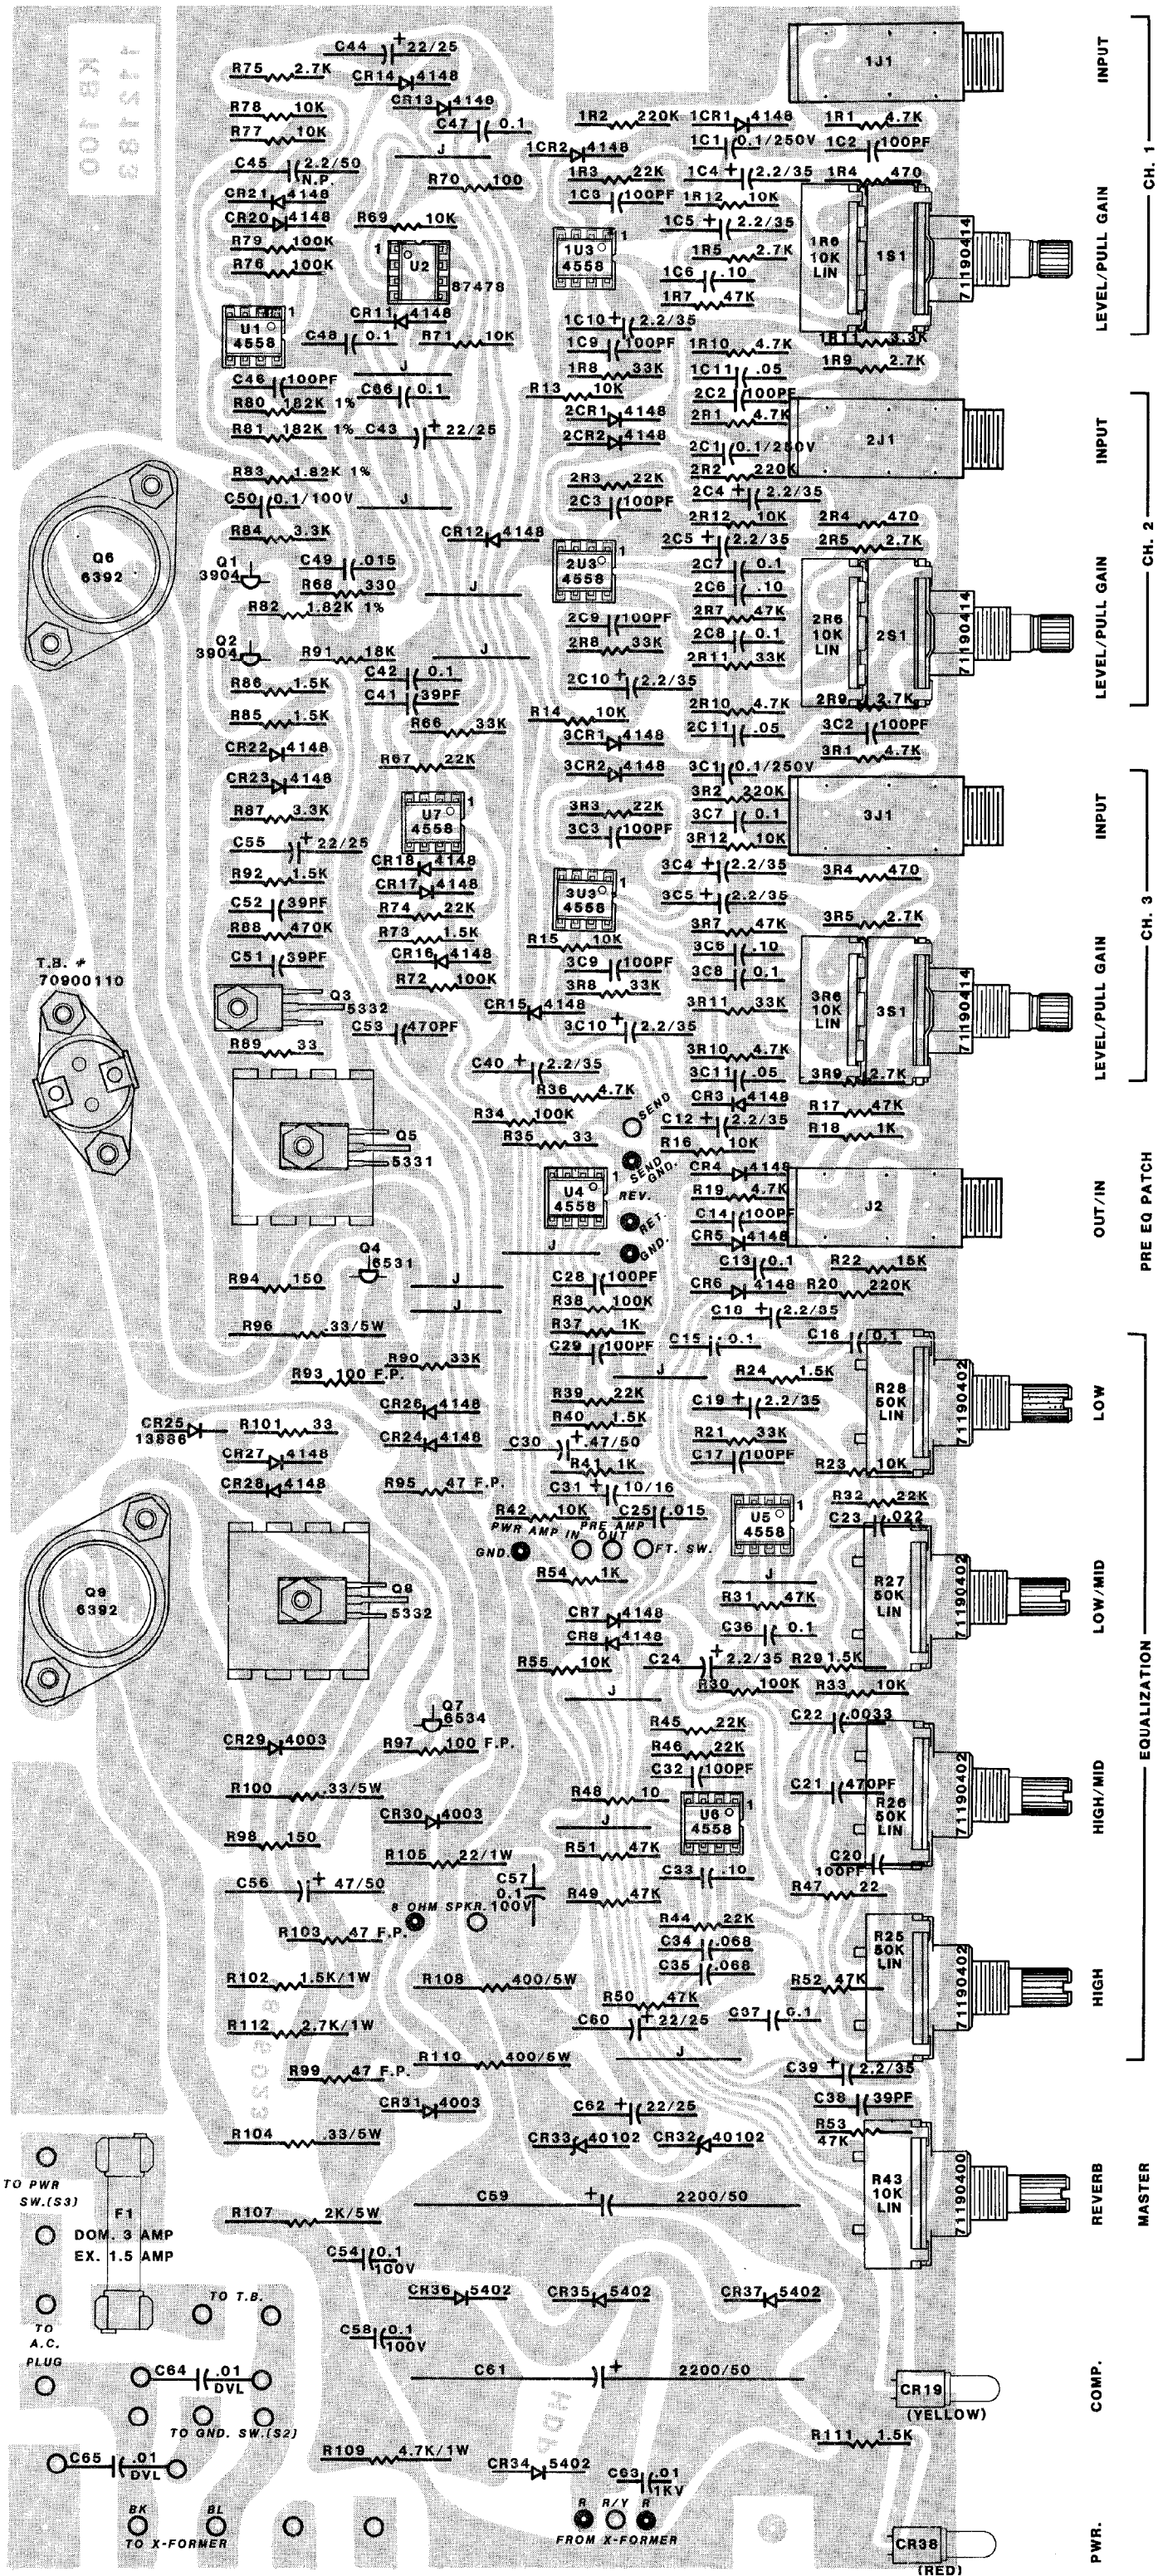 C44 + 22/25
R75 2.7K
CR14 4148
CR13 4148
R78 10K
R77 10K
C47 0.1
C45 2.2/50
N.P.
J
R70 100
CR21 4148
CR20 4148
R69 10K
R79 100K
R76 100K
1
U2
87478
CR11 4148
U1
4558
1
C48 0.1
R71 10K
J
C46 100PF
C66 0.1
R80 182K 1%
R81 182K 1%
C43 + 22/25
R83 1.82K 1%
C50 0.1/100V
J
R84 3.3K
CR12 4148
Q6
6392
Q1
3904
C49 .015
R68 330
J
R82 1.82K 1%
Q2
3904
R91 18K
J
C42 0.1
C41 39PF
R86 1.5K
R85 1.5K
R66 33K
CR22 4148
R67 22K
CR23 4148
R87 3.3K
U7
4558
1
C55 + 22/25
CR18 4148
R92 1.5K
CR17 4148
C52 39PF
R74 22K
R88 470K
R73 1.5K
C51 39PF
CR16 4148
R72 100K
T.B. #
70900110
Q3
5332
C53 470PF
R89 33
Q5
5331
Q4
6531
R94 150
J
J
R96 .33/5W
R90 33K
R93 100 F.P.
CR26 4148
CR25
13886
R101 33
CR24 4148
CR27 4148
CR28 4148
R95 47 F.P.
Q9
6392
Q8
5332
Q7
6534
CR29 4003
R97 100 F.P.
R100 .33/5W
CR30 4003
R98 150
R105 22/1W
C56 + 47/50
C57
0.1
100V
8 OHM SPKR.
R103 47 F.P.
R102 1.5K/1W
R108 400/5W
R112 2.7K/1W
R99 47 F.P.
R110 400/5W
CR31 4003
R104 .33/5W
C59 + 2200/50
R107 2K/5W
C54 0.1
100V
CR36 5402
CR35 5402
CR37 5402
C58 0.1
100V
C61 + 2200/50
R109 4.7K/1W
CR34 5402
C63 .01
1KV
R R/Y R
FROM X-FORMER
TO PWR
SW.(S3)
F1
DOM. 3 AMP
EX. 1.5 AMP
TO T.B.
TO
A.C.
PLUG
C64 .01
DVL
TO GND. SW.(S2)
C65 .01
DVL
BK BL
TO X-FORMER
1R2 220K
1CR1 4148
1R1 4.7K
1J1
1CR2 4148
1C1 0.1/250V
1C2 100PF
1R3 22K
1C4 + 2.2/35
1R4 470
1C3 100PF
1R12 10K
1C5 + 2.2/35
1U3
4558
1
1R5 2.7K
1C6 .10
1R7 47K
1R6
10K
LIN
1S1
71190414
1C10 + 2.2/35
1C9 100PF
1R10 4.7K
1R11 3.3K
1R9 2.7K
1R8 33K
1C11 .05
R13 10K
2C2 100PF
2CR1 4148
2R1 4.7K
2CR2 4148
2C1 0.1/250V
2J1
2R2 220K
2R3 22K
2C4 + 2.2/35
2C3 100PF
2R12 10K
2R4 470
2C5 + 2.2/35
2R5 2.7K
2U3
4558
1
2C7 0.1
2C6 .10
2R7 47K
2C9 100PF
2C8 0.1
2R8 33K
2R11 33K
2R6
10K
LIN
2S1
71190414
2C10 + 2.2/35
2R9 2.7K
2R10 4.7K
R14 10K
2C11 .05
3C2 100PF
3CR1 4148
3R1 4.7K
3CR2 4148
3C1 0.1/250V
3R2 220K
3R3 22K
3C7 0.1
3J1
3C3 100PF
3R12 10K
3C4 + 2.2/35
3R4 470
3U3
4558
1
3C5 + 2.2/35
3R7 47K
3R5 2.7K
R15 10K
3C6 .10
3C9 100PF
3C8 0.1
3R8 33K
3R11 33K
3R6
10K
LIN
3S1
71190414
CR15 4148
3C10 + 2.2/35
3R10 4.7K
C40 + 2.2/35
3C11 .05
3R9 2.7K
R36 4.7K
CR3 4148
R34 100K
SEND
C12 + 2.2/35
R17 47K
R35 33
R16 10K
R18 1K
SEND
GND.
CR4 4148
U4
4558
1
REV.
R19 4.7K
C14 100PF
J2
RET.
GND.
CR5 4148
J
C13 0.1
R22 15K
C28 100PF
CR6 4148
R20 220K
R38 100K
C18 + 2.2/35
R37 1K
C15 0.1
C16 0.1
C29 100PF
J
R24 1.5K
R39 22K
C19 + 2.2/35
R28
50K
LIN
71190402
R40 1.5K
R21 33K
C30 + .47/50
C17 100PF
R41 1K
R23 10K
C31 + 10/16
R42 10K
C25 .015
U5
4558
1
R32 22K
C23 .022
PWR AMP IN
PRE AMP
OUT
GND.
FT. SW.
R54 1K
J
R27
50K
LIN
71190402
R31 47K
CR7 4148
C36 0.1
CR8 4148
R55 10K
C24 + 2.2/35
R29 1.5K
R30 100K
R33 10K
J
R45 22K
C22 .0033
R46 22K
C32 100PF
C21 470PF
R48 10
U6
4558
1
R26
50K
LIN
71190402
J
R51 47K
C20
100PF
C33 .10
R49 47K
R47 22
R44 22K
C34 .068
C35 .068
R25
50K
LIN
71190402
R52 47K
R50 47K
C37 0.1
C60 + 22/25
J
C39 + 2.2/35
C38 39PF
C62 + 22/25
R53
47K
CR33 40102
CR32 40102
R43
10K
LIN
71190400
CR19
(YELLOW)
R111 1.5K
CR38
(RED)
INPUT
LEVEL/PULL GAIN
CH. 1
INPUT
LEVEL/PULL GAIN
CH. 2
INPUT
LEVEL/PULL GAIN
CH. 3
OUT/IN
PRE EQ PATCH
LOW
LOW/MID
HIGH/MID
HIGH
EQUALIZATION
REVERB
MASTER
COMP.
PWR.